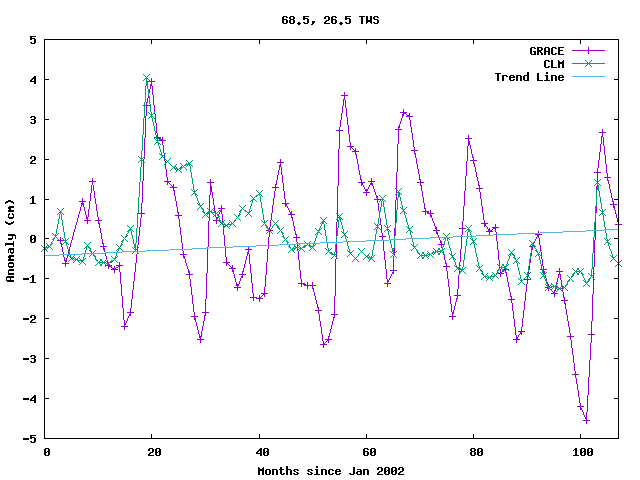 68.5, 26.5 TWS
GRACE
CLM
Trend Line
5
4
3
2
1
0
-1
-2
-3
-4
-5
Anomaly (cm)
0 20 40 60 80 100
Months since Jan 2002